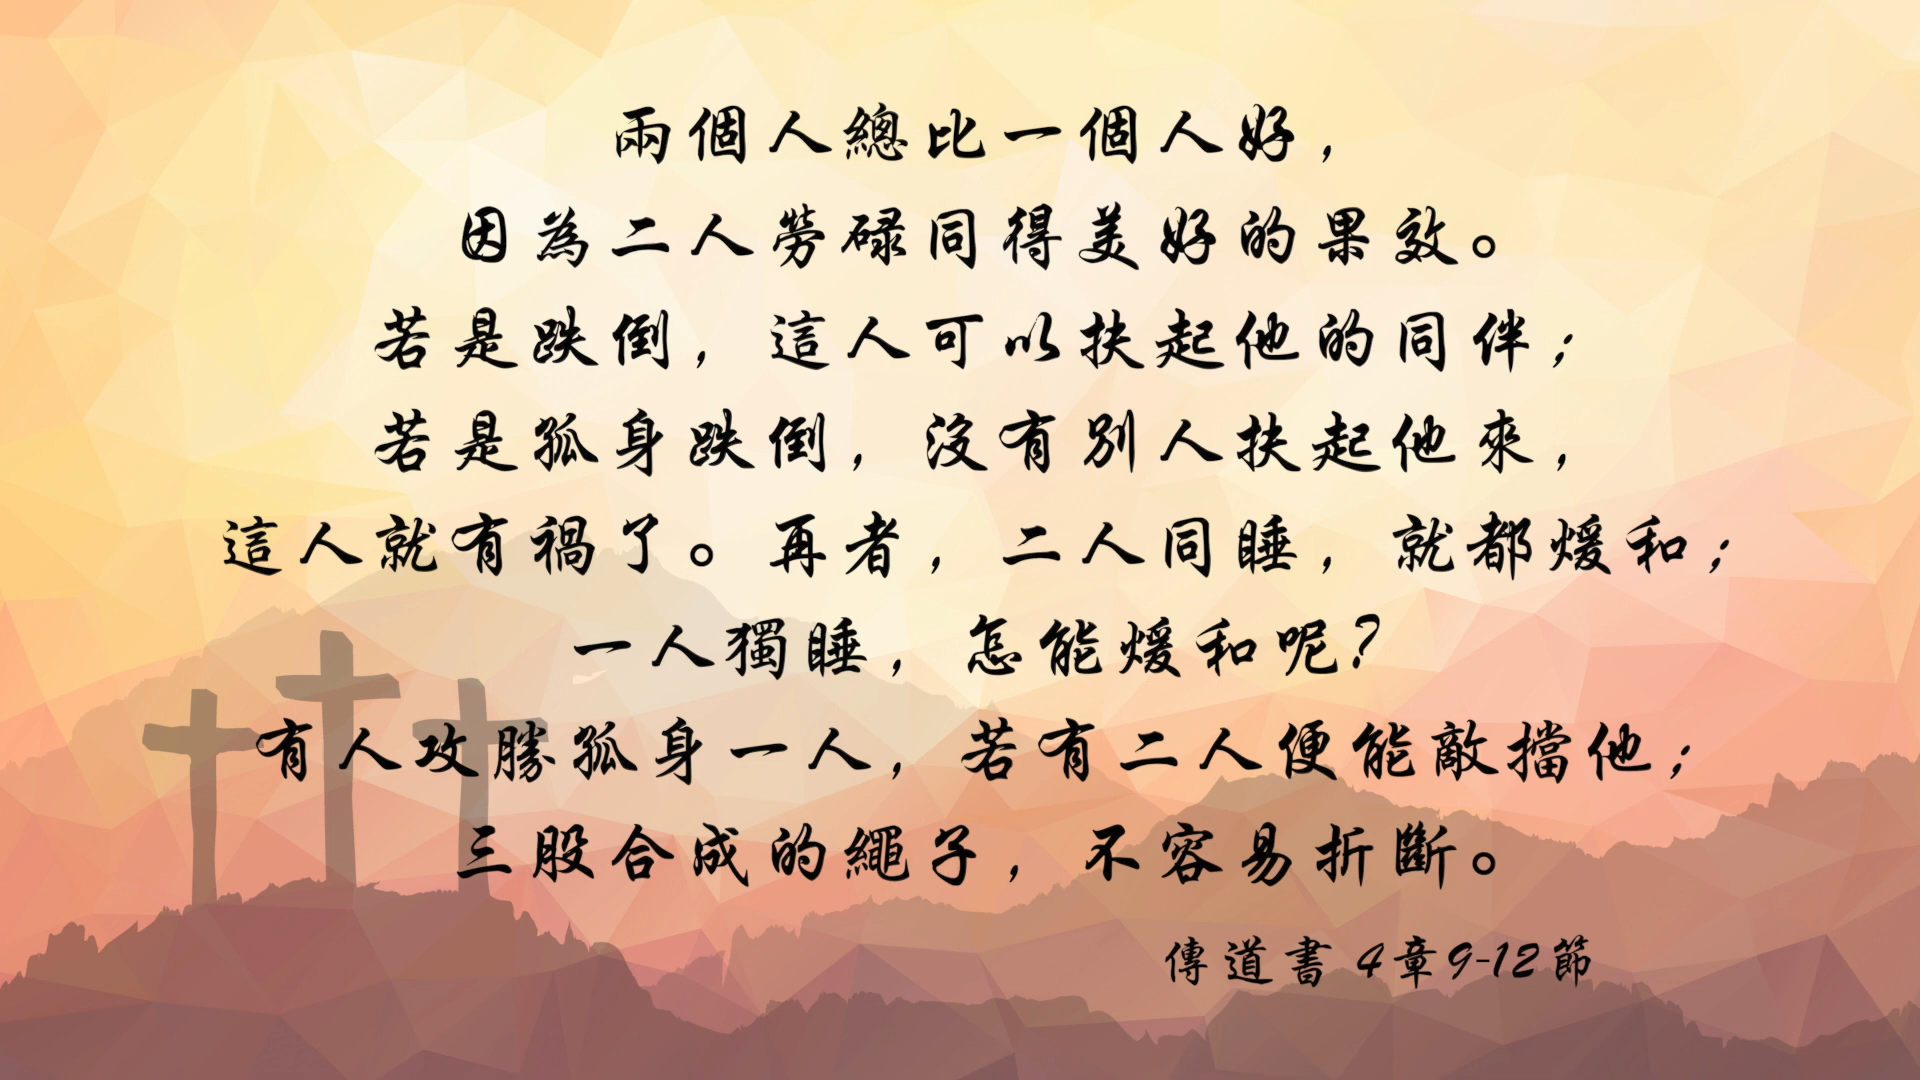 兩個人總比一個人好，
因為二人勞碌同得美好的果效。
若是跌倒，這人可以扶起他的同伴；
若是孤身跌倒，沒有別人扶起他來，
這人就有禍了。再者，二人同睡，就都煖和；
一人獨睡，怎能煖和呢？
有人攻勝孤身一人，若有二人便能敵擋他；
三股合成的繩子，不容易折斷。
傳道書 4章9-12節